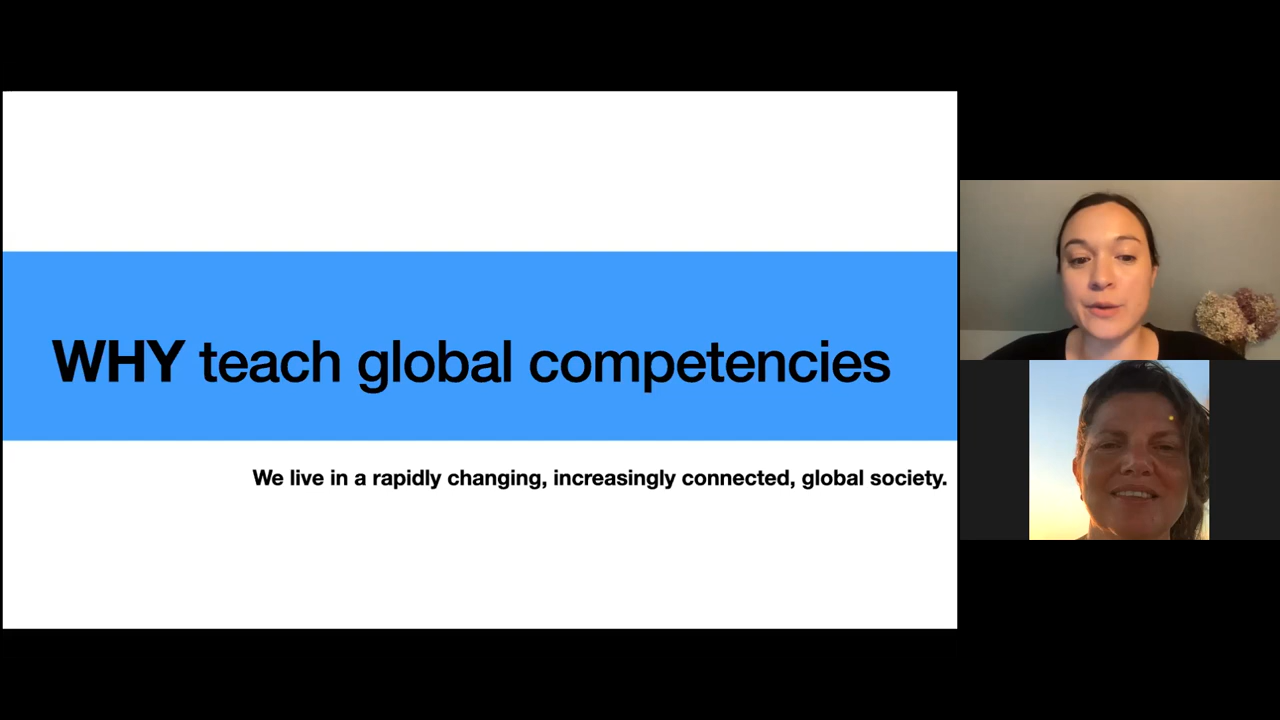 WHY teach global competencies
We live in a rapidly changing, increasingly connected, global society.